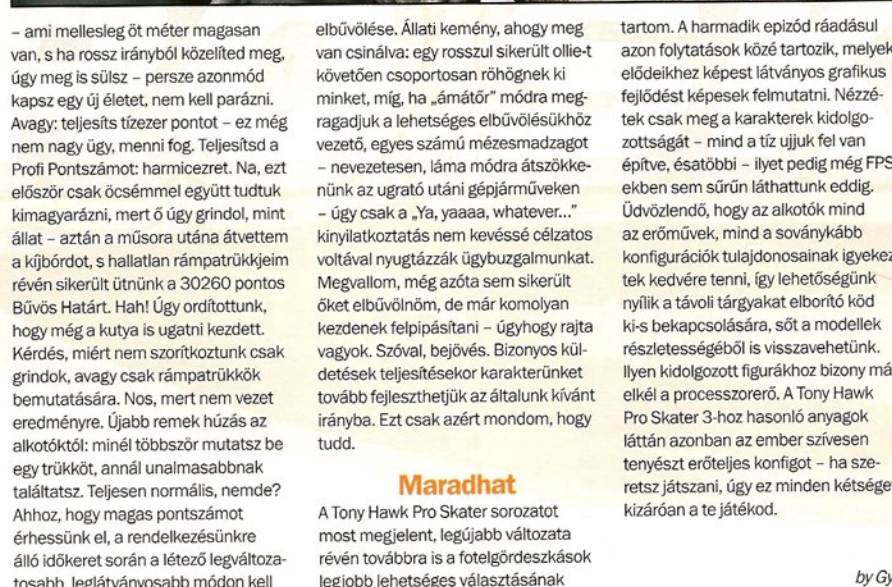 – ami mellesleg öt méter magasan
van, s ha rossz irányból közelíted meg,
úgy meg is sülsz – persze azonmód
kapsz egy új életet, nem kell parázni.
Avagy: teljesíts tízezer pontot – ez még
nem nagy ügy, menni fog. Teljesítsd a
Profi Pontszámot: harmicezret. Na, ezt
először csak öcsémmel együtt tudtuk
kimagyarázni, mert ő úgy grindol, mint
állat – aztán a műsora utána átvettem
a kíjbórdot, s hallatlan rámpatrükkjeim
révén sikerült ütnünk a 30260 pontos
Bűvös Határt. Hah! Úgy ordítottunk,
hogy még a kutya is ugatni kezdett.
Kérdés, miért nem szorítkoztunk csak
grindok, avagy csak rámpatrükkök
bemutatására. Nos, mert nem vezet
eredményre. Újabb remek húzás az
alkotóktól: minél többször mutatsz be
egy trükköt, annál unalmasabbnak
találtatsz. Teljesen normális, nemde?
Ahhoz, hogy magas pontszámot
érhessünk el, a rendelkezésünkre
álló időkeret során a létező legváltoza-
tosabb, leglátványosabb módon kell
elbűvölése. Állati kemény, ahogy meg
van csinálva: egy rosszul sikerült ollie-t
követően csoportosan röhögnek ki
minket, míg, ha „ámátőr” módra meg-
ragadjuk a lehetséges elbűvölésükhöz
vezető, egyes számú mézesmadzagot
– nevezetesen, láma módra átszökke-
nünk az ugrató utáni gépjárműveken
– úgy csak a „Ya, yaaaa, whatever...”
kinyilatkoztatás nem kevéssé célzatos
voltával nyugtázzák ügybuzgalmunkat.
Megvallom, még azóta sem sikerült
őket elbűvölnöm, de már komolyan
kezdenek felpipásítani – úgyhogy rajta
vagyok. Szóval, bejövés. Bizonyos kül-
detések teljesítésekor karakterünket
tovább fejleszthetjük az általunk kívánt
irányba. Ezt csak azért mondom, hogy
tudd.
Maradhat
A Tony Hawk Pro Skater sorozatot
most megjelent, legújabb változata
révén továbbra is a fotelgördeszkások
legjobb lehetséges választásának
tartom. A harmadik epizód ráadásul
azon folytatások közé tartozik, melyek
elődeikhez képest látványos grafikus
fejlődést képesek felmutatni. Nézzé-
tek csak meg a karakterek kidolgo-
zottságát – mind a tíz ujjuk fel van
építve, ésatöbbi – ilyet pedig még FPS
ekben sem sűrűn láthattunk eddig.
Üdvözlendő, hogy az alkotók mind
az erőművek, mind a soványkább
konfigurációk tulajdonosainak igyekez
tek kedvére tenni, így lehetőségünk
nyílik a távoli tárgyakat elborító köd
ki-s bekapcsolására, sőt a modellek
részletességéből is visszavehetünk.
Ilyen kidolgozott figurákhoz bizony má
elkél a processzorerő. A Tony Hawk
Pro Skater 3-hoz hasonló anyagok
láttán azonban az ember szívesen
tenyészt erőteljes konfigot – ha sze-
retsz játszani, úgy ez minden kétsége
kizáróan a te játékod.
by Gy